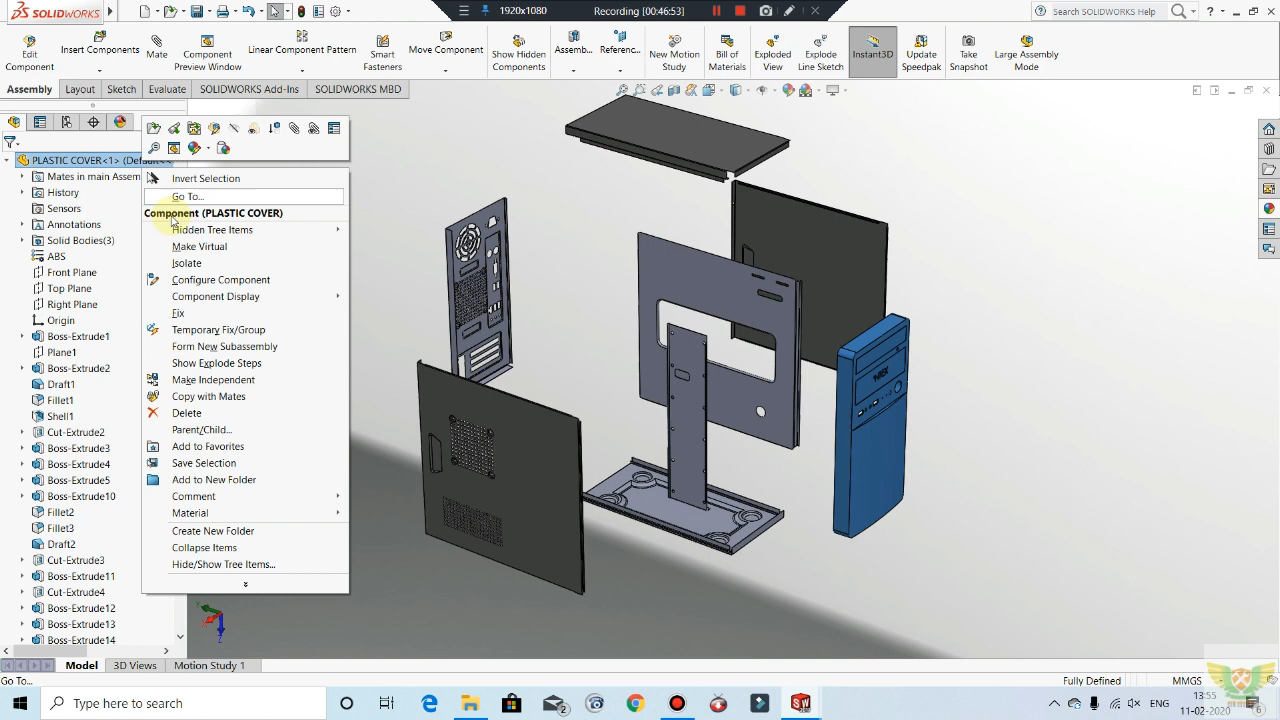 SOLIDWORKS
1920x1080
Recording [00:46:53]
Search SOLIDWORKS Help
Edit Component
Insert Components
Mate
Component Preview Window
Linear Component Pattern
Smart Fasteners
Move Component
Show Hidden Components
Assemb...
Referenc...
New Motion Study
Bill of Materials
Exploded View
Explode Line Sketch
Instant3D
Update Speedpak
Take Snapshot
Large Assembly Mode
Assembly
Layout
Sketch
Evaluate
SOLIDWORKS Add-Ins
SOLIDWORKS MBD
PLASTIC COVER<1> (Default<<
Mates in main Assem
History
Sensors
Annotations
Solid Bodies(3)
ABS
Front Plane
Top Plane
Right Plane
Origin
Boss-Extrude1
Plane1
Boss-Extrude2
Draft1
Fillet1
Shell1
Cut-Extrude2
Boss-Extrude3
Boss-Extrude4
Boss-Extrude5
Boss-Extrude10
Fillet2
Fillet3
Draft2
Cut-Extrude3
Boss-Extrude11
Cut-Extrude4
Boss-Extrude12
Boss-Extrude13
Boss-Extrude14
Invert Selection
Go To...
Component (PLASTIC COVER)
Hidden Tree Items
Make Virtual
Isolate
Configure Component
Component Display
Fix
Temporary Fix/Group
Form New Subassembly
Show Explode Steps
Make Independent
Copy with Mates
Delete
Parent/Child...
Add to Favorites
Save Selection
Add to New Folder
Comment
Material
Create New Folder
Collapse Items
Hide/Show Tree Items...
Model
3D Views
Motion Study 1
Go To...
Fully Defined
MMGS
Type here to search
2
ENG
13:55
11-02-2020
6